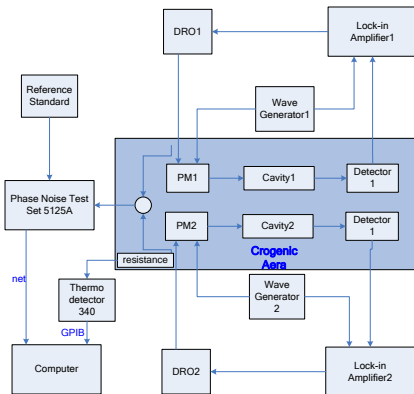 DRO1
Lock-in
Amplifier1
Reference
Standard
Wave
Generator1
PM1
Cavity1
Detector
1
Phase Noise Test
Set 5125A
PM2
Cavity2
Detector
1
Crogenic
Aera
resistance
net
Thermo
detector
340
Wave
Generator
2
GPIB
Computer
DRO2
Lock-in
Amplifier2